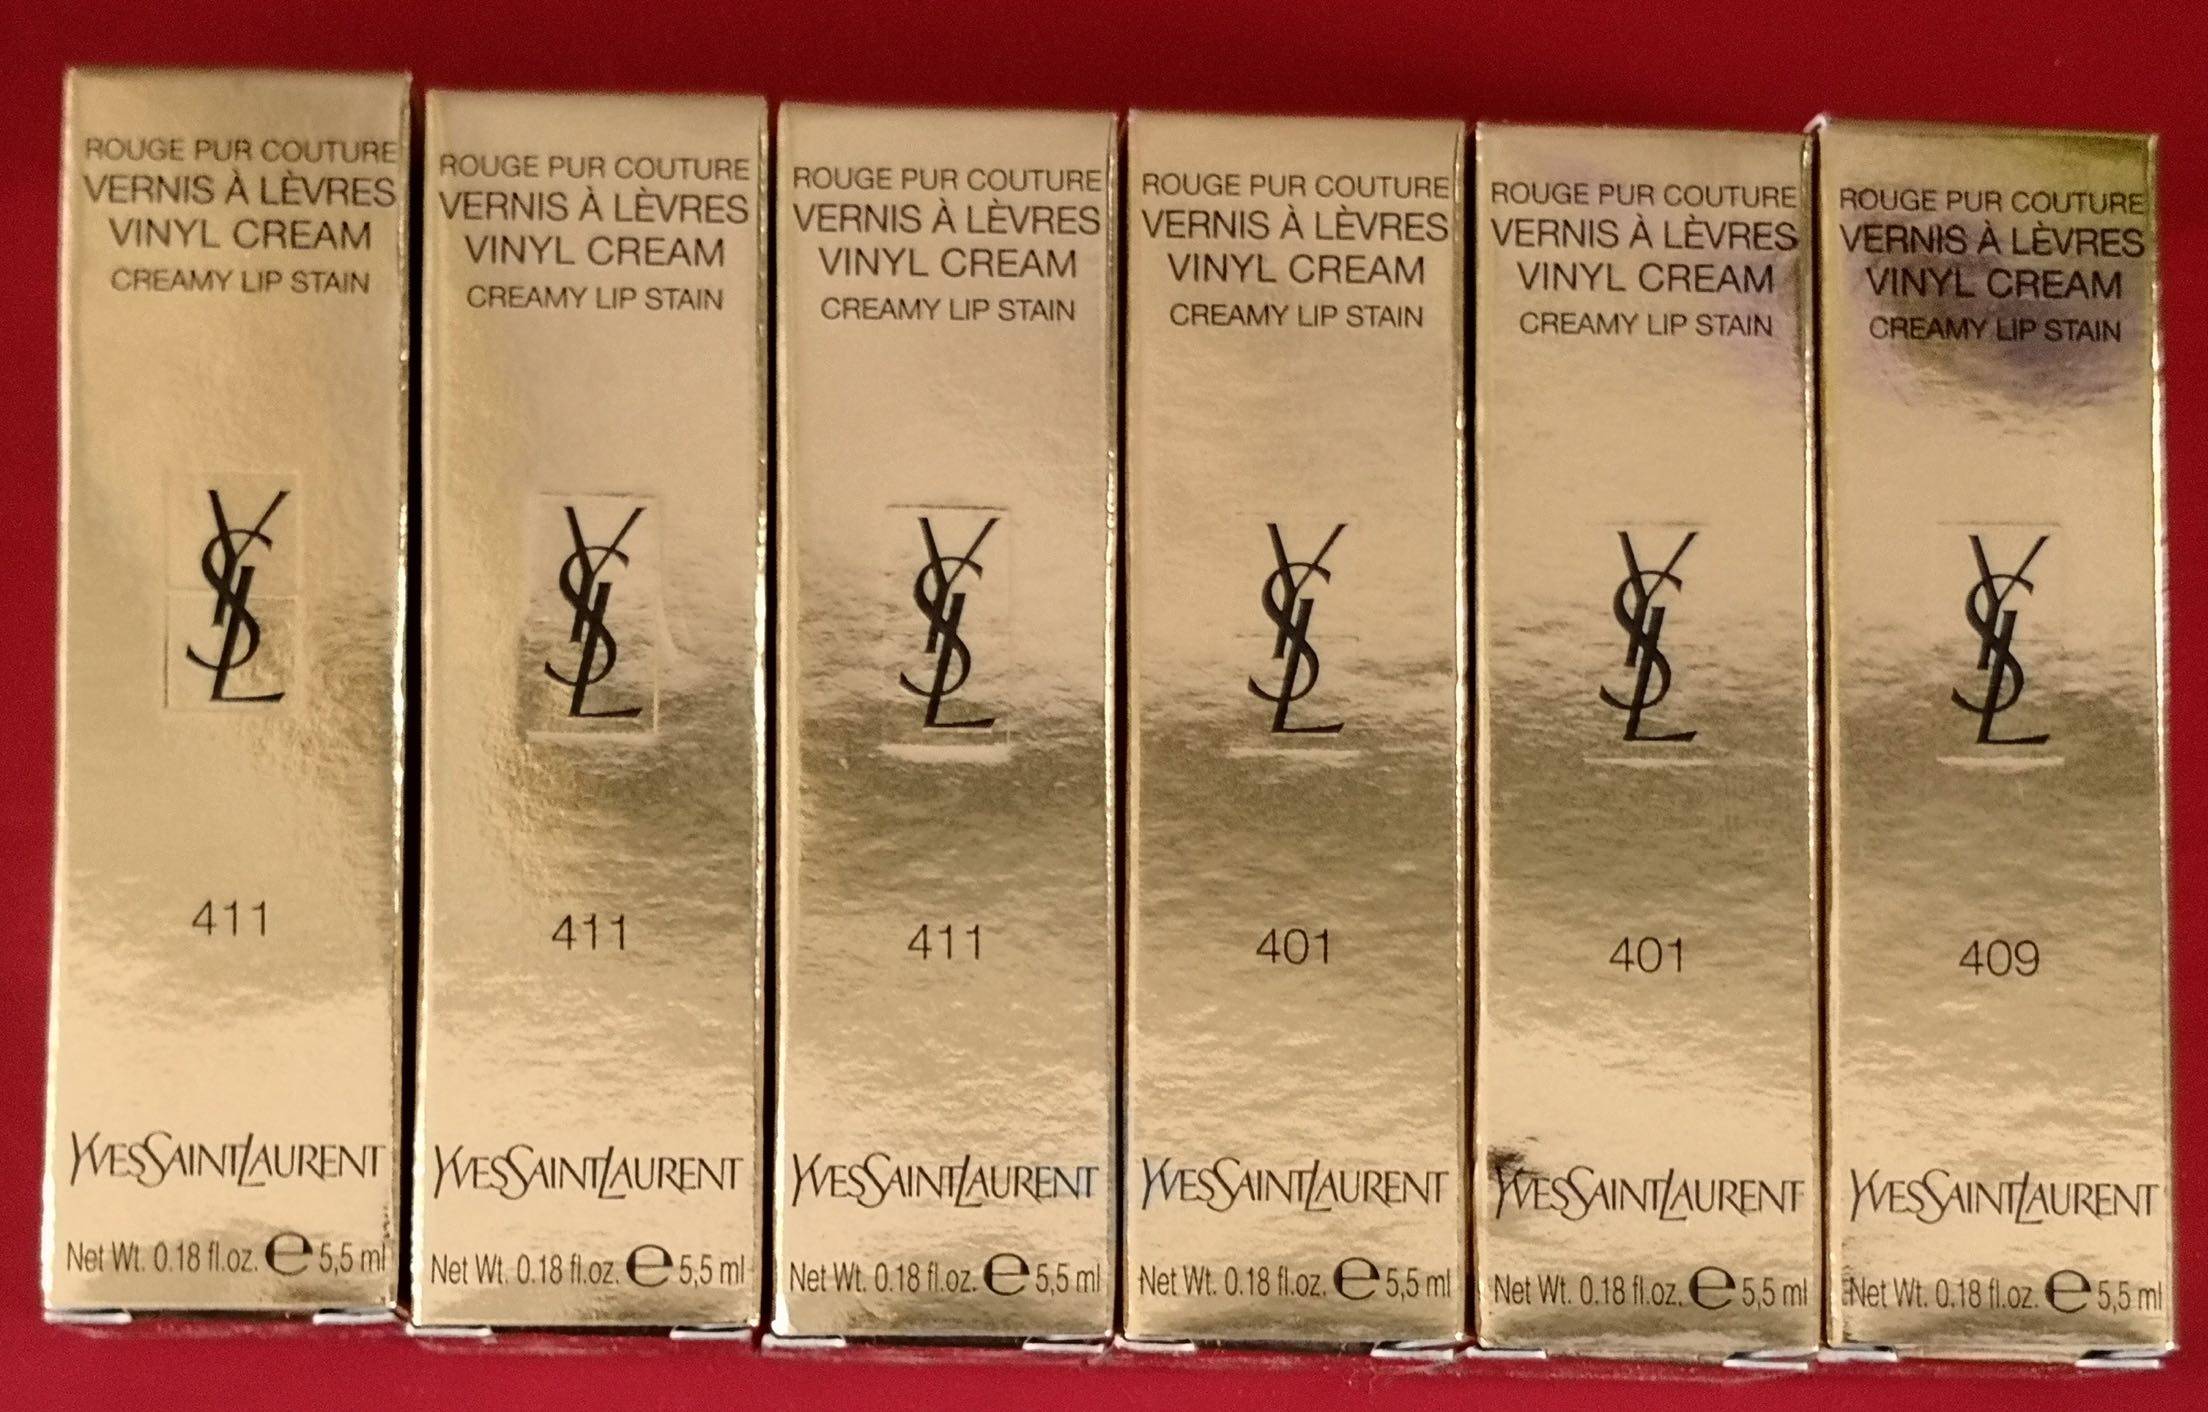 ROUGE PUR COUTURE
VERNIS À LÈVRES
VINYL CREAM
CREAMY LIP STAIN
YSL
411
YVESSAINTLAURENT
Net Wt. 0.18 fl.oz. ℮ 5,5 ml
ROUGE PUR COUTURE
VERNIS À LÈVRES
VINYL CREAM
CREAMY LIP STAIN
YSL
411
YVESSAINTLAURENT
Net Wt. 0.18 fl.oz. ℮ 5,5 ml
ROUGE PUR COUTURE
VERNIS À LÈVRES
VINYL CREAM
CREAMY LIP STAIN
YSL
411
YVESSAINTLAURENT
Net Wt. 0.18 fl.oz. ℮ 5,5 ml
ROUGE PUR COUTURE
VERNIS À LÈVRES
VINYL CREAM
CREAMY LIP STAIN
YSL
401
YVESSAINTLAURENT
Net Wt. 0.18 fl.oz. ℮ 5,5 ml
ROUGE PUR COUTURE
VERNIS À LÈVRES
VINYL CREAM
CREAMY LIP STAIN
YSL
401
YVESSAINTLAURENT
Net Wt. 0.18 fl.oz. ℮ 5,5 ml
ROUGE PUR COUTURE
VERNIS À LÈVRES
VINYL CREAM
CREAMY LIP STAIN
YSL
409
YVESSAINTLAURENT
Net Wt. 0.18 fl.oz. ℮ 5,5 ml